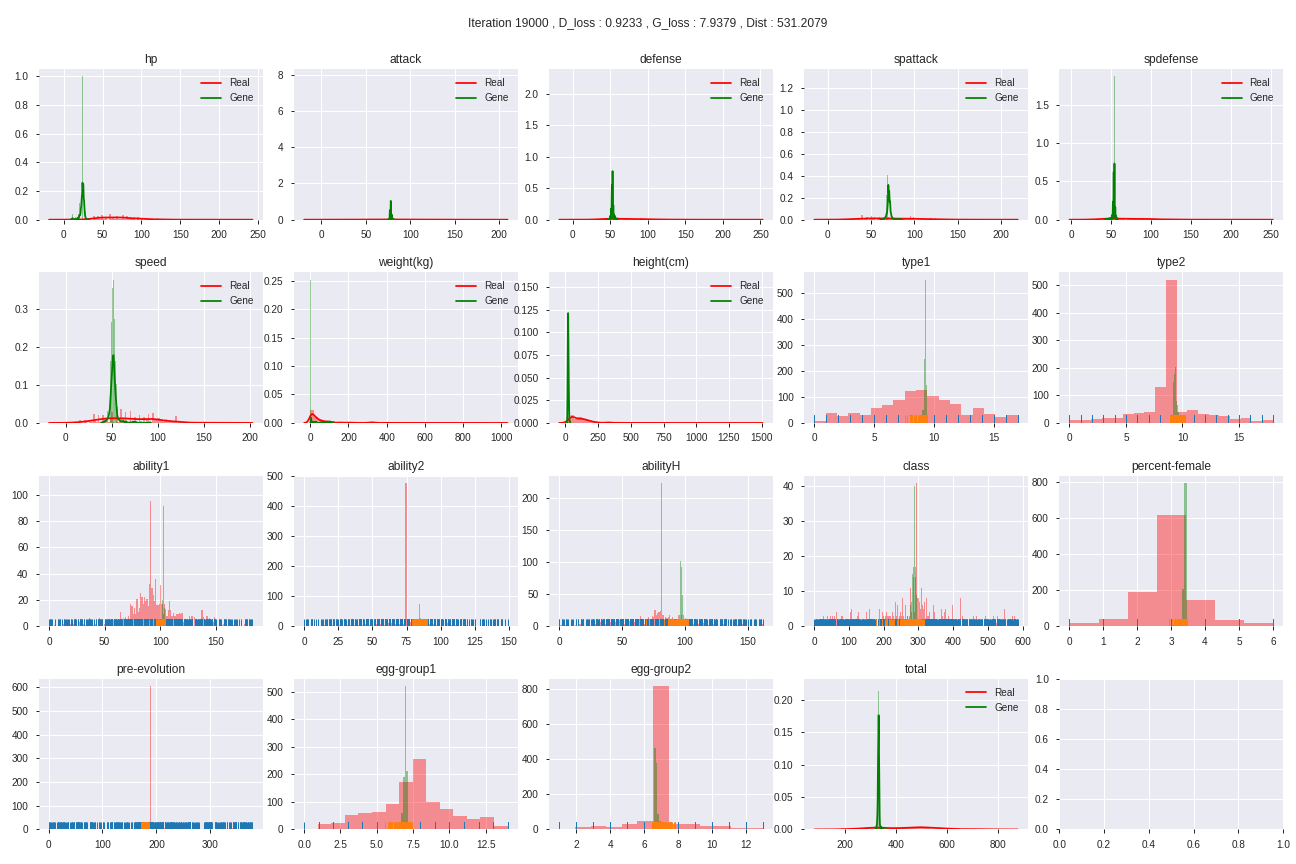 Iteration 19000 , D_loss : 0.9233 , G_loss : 7.9379 , Dist : 531.2079
hp
attack
defense
spattack
spdefense
1.0
0.8
0.6
0.4
0.2
0.0
Real
Gene
0 50 100 150 200 250
8
6
4
2
0
Real
Gene
0 50 100 150 200
2.0
1.5
1.0
0.5
0.0
Real
Gene
0 50 100 150 200 250
1.2
1.0
0.8
0.6
0.4
0.2
0.0
Real
Gene
0 50 100 150 200
1.5
1.0
0.5
0.0
Real
Gene
0 50 100 150 200 250
speed
weight(kg)
height(cm)
type1
type2
0.3
0.2
0.1
0.0
Real
Gene
0 50 100 150 200
0.25
0.20
0.15
0.10
0.05
0.00
Real
Gene
0 200 400 600 800 1000
0.150
0.125
0.100
0.075
0.050
0.025
0.000
Real
Gene
0 250 500 750 1000 1250 1500
500
400
300
200
100
0
0 5 10 15
500
400
300
200
100
0
0 5 10 15
ability1
ability2
abilityH
class
percent-female
100
80
60
40
20
0
0 50 100 150
500
400
300
200
100
0
0 25 50 75 100 125 150
200
150
100
50
0
0 50 100 150
40
30
20
10
0
0 100 200 300 400 500 600
800
600
400
200
0
0 1 2 3 4 5 6
pre-evolution
egg-group1
egg-group2
total
600
500
400
300
200
100
0
0 100 200 300
500
400
300
200
100
0
0.0 2.5 5.0 7.5 10.0 12.5
800
600
400
200
0
2 4 6 8 10 12
0.20
0.15
0.10
0.05
0.00
Real
Gene
200 400 600 800
1.0
0.8
0.6
0.4
0.2
0.0
0.0 0.2 0.4 0.6 0.8 1.0